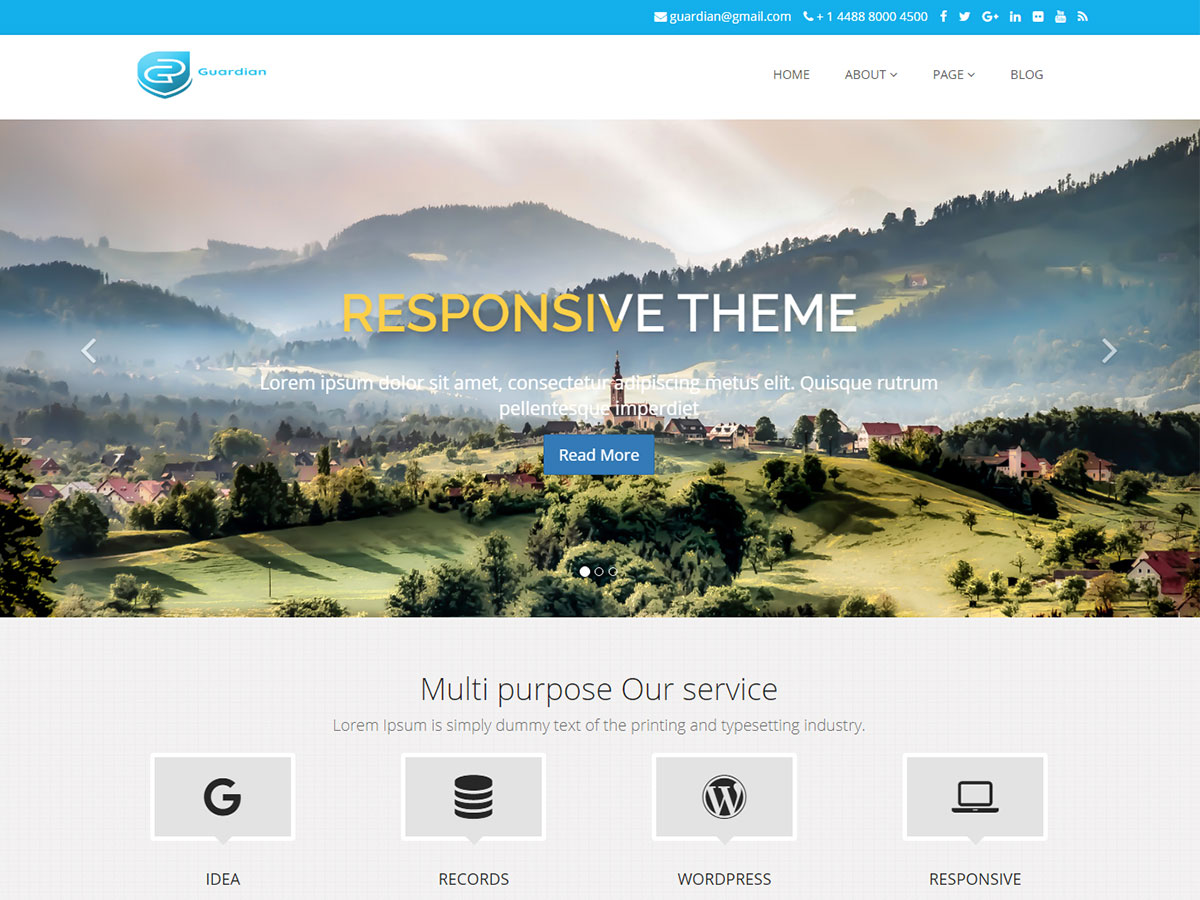 guardian@gmail.com + 1 4488 8000 4500
Guardian
HOME ABOUT PAGE BLOG
RESPONSIVE THEME
Lorem ipsum dolor sit amet, consectetur adipiscing metus elit. Quisque rutrum
pellentesque imperdiet
Read More
Multi purpose Our service
Lorem Ipsum is simply dummy text of the printing and typesetting industry.
IDEA RECORDS WORDPRESS RESPONSIVE